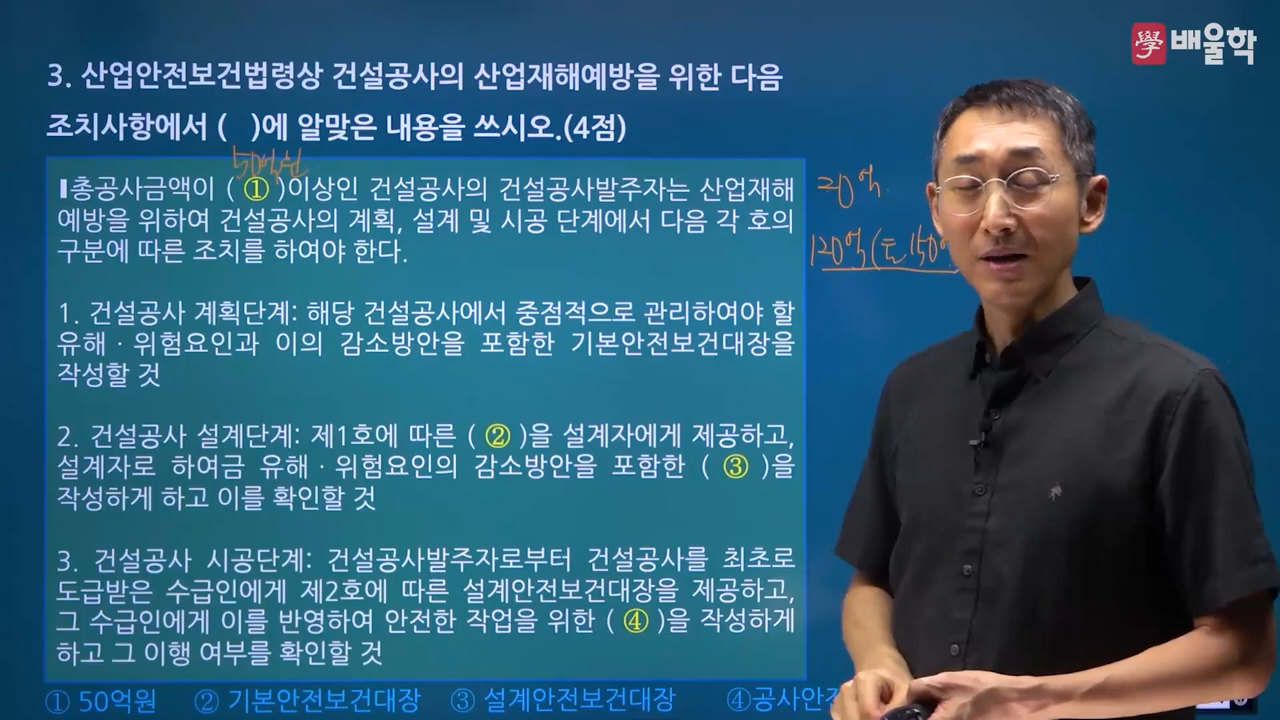 學 배울학
3. 산업안전보건법령상 건설공사의 산업재해예방을 위한 다음
조치사항에서 ( )에 알맞은 내용을 쓰시오.(4점)
50억원
▮총공사금액이 ( ① )이상인 건설공사의 건설공사발주자는 산업재해
예방을 위하여 건설공사의 계획, 설계 및 시공 단계에서 다음 각 호의
구분에 따른 조치를 하여야 한다.
20억
120억(토 150억
1. 건설공사 계획단계: 해당 건설공사에서 중점적으로 관리하여야 할
유해 · 위험요인과 이의 감소방안을 포함한 기본안전보건대장을
작성할 것
2. 건설공사 설계단계: 제1호에 따른 ( ② )을 설계자에게 제공하고,
설계자로 하여금 유해 · 위험요인의 감소방안을 포함한 ( ③ )을
작성하게 하고 이를 확인할 것
3. 건설공사 시공단계: 건설공사발주자로부터 건설공사를 최초로
도급받은 수급인에게 제2호에 따른 설계안전보건대장을 제공하고,
그 수급인에게 이를 반영하여 안전한 작업을 위한 ( ④ )을 작성하게
하고 그 이행 여부를 확인할 것
① 50억원 ② 기본안전보건대장 ③ 설계안전보건대장 ④공사안전